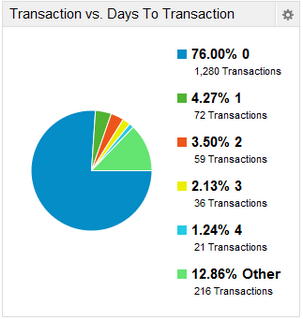 Transaction vs. Days To Transaction
76.00% 0
1,280 Transactions
4.27% 1
72 Transactions
3.50% 2
59 Transactions
2.13% 3
36 Transactions
1.24% 4
21 Transactions
12.86% Other
216 Transactions